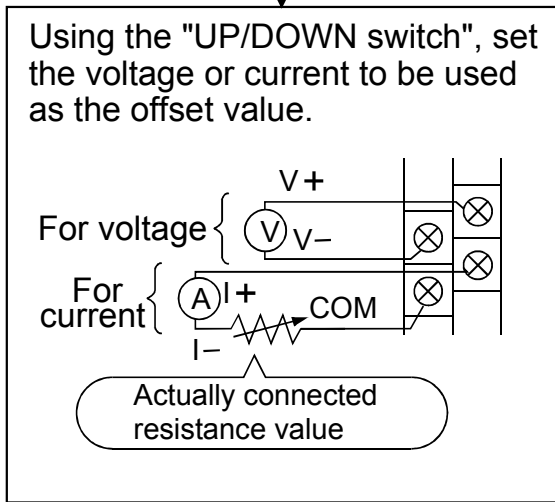 Using the "UP/DOWN switch", set
the voltage or current to be used
as the offset value.
V+
For voltage
V
V−
For
current
A
I+
COM
I−
Actually connected
resistance value